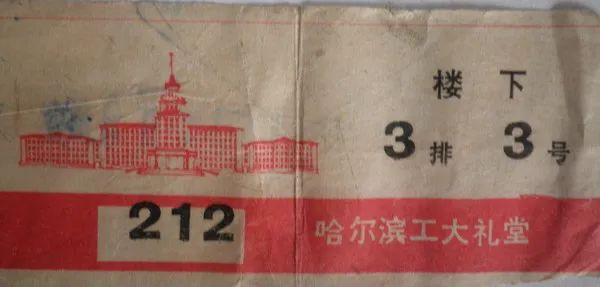 楼下
3排 3号
212
哈尔滨工大礼堂